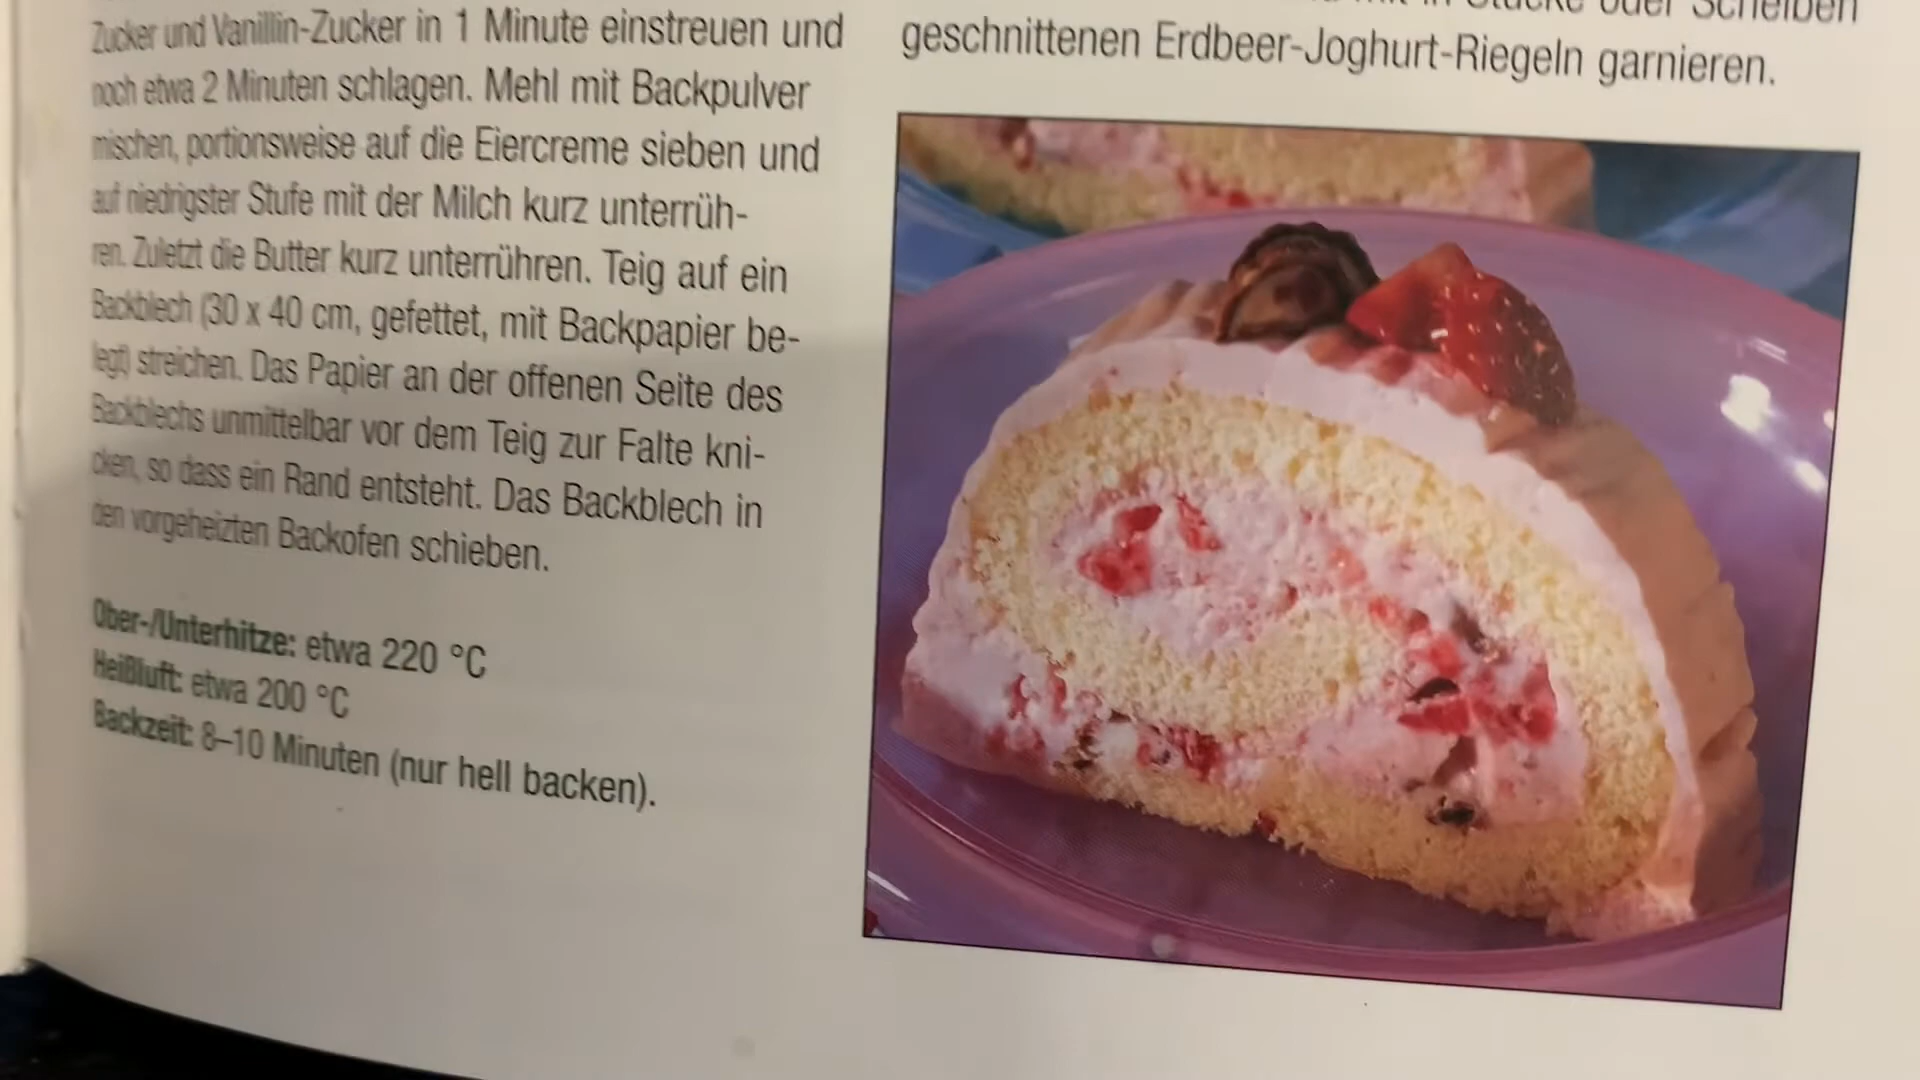 Zucker und Vanillin-Zucker in 1 Minute einstreuen und
noch etwa 2 Minuten schlagen. Mehl mit Backpulver
mischen, portionsweise auf die Eiercreme sieben und
auf niedrigster Stufe mit der Milch kurz unterrüh-
ren. Zuletzt die Butter kurz unterrühren. Teig auf ein
Backblech (30 x 40 cm, gefettet, mit Backpapier be-
legt) streichen. Das Papier an der offenen Seite des
Backblechs unmittelbar vor dem Teig zur Falte kni-
cken, so dass ein Rand entsteht. Das Backblech in
den vorgeheizten Backofen schieben.
Ober-/Unterhitze: etwa 220 °C
Heißluft: etwa 200 °C
Backzeit: 8–10 Minuten (nur hell backen).
in Stücke oder Scheiben
geschnittenen Erdbeer-Joghurt-Riegeln garnieren.